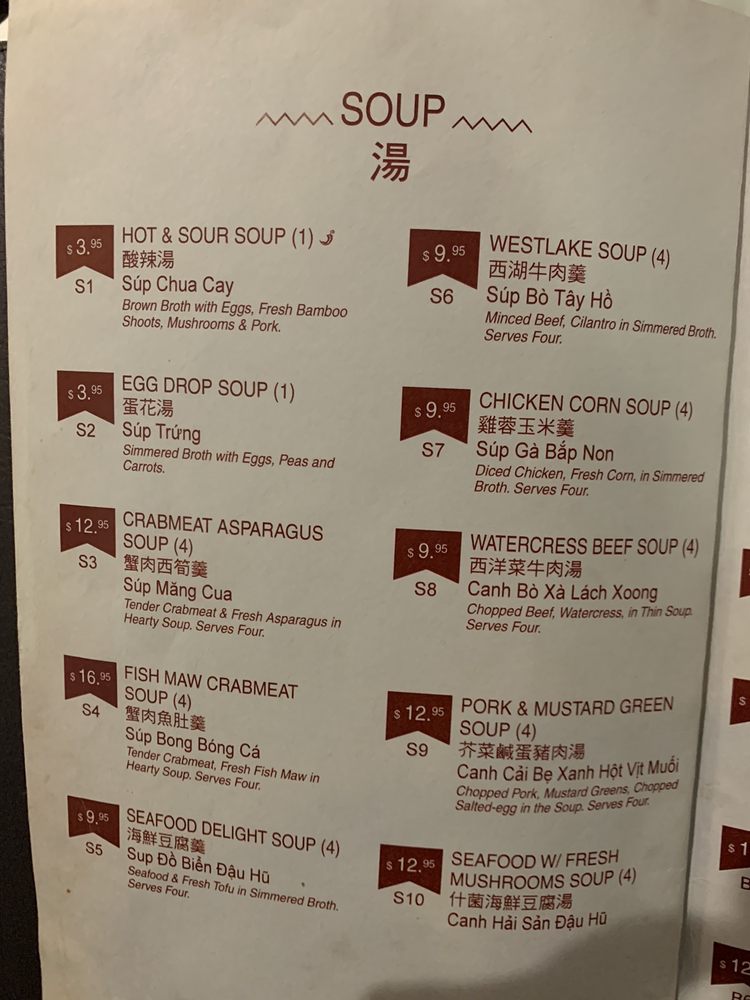 SOUP
湯
$3.95
S1
HOT & SOUR SOUP (1)
酸辣湯
Súp Chua Cay
Brown Broth with Eggs, Fresh Bamboo
Shoots, Mushrooms & Pork.
$3.95
S2
EGG DROP SOUP (1)
蛋花湯
Súp Trứng
Simmered Broth with Eggs, Peas and
Carrots.
$12.95
S3
CRABMEAT ASPARAGUS
SOUP (4)
蟹肉西筍羹
Súp Măng Cua
Tender Crabmeat & Fresh Asparagus in
Hearty Soup. Serves Four.
$16.95
S4
FISH MAW CRABMEAT
SOUP (4)
蟹肉魚肚羹
Súp Bong Bóng Cá
Tender Crabmeat, Fresh Fish Maw in
Hearty Soup. Serves Four.
$9.95
S5
SEAFOOD DELIGHT SOUP (4)
海鮮豆腐羹
Sup Đồ Biển Đậu Hũ
Seafood & Fresh Tofu in Simmered Broth.
Serves Four.
$9.95
S6
WESTLAKE SOUP (4)
西湖牛肉羹
Súp Bò Tây Hồ
Minced Beef, Cilantro in Simmered Broth.
Serves Four.
$9.95
S7
CHICKEN CORN SOUP (4)
雞蓉玉米羹
Súp Gà Bắp Non
Diced Chicken, Fresh Corn, in Simmered
Broth. Serves Four.
$9.95
S8
WATERCRESS BEEF SOUP (4)
西洋菜牛肉湯
Canh Bò Xà Lách Xoong
Chopped Beef, Watercress, in Thin Soup.
Serves Four.
$12.95
S9
PORK & MUSTARD GREEN
SOUP (4)
芥菜鹹蛋豬肉湯
Canh Cải Bẹ Xanh Hột Vịt Muối
Chopped Pork, Mustard Greens, Chopped
Salted-egg in the Soup. Serves Four.
$12.95
S10
SEAFOOD W/ FRESH
MUSHROOMS SOUP (4)
什菌海鮮豆腐湯
Canh Hải Sản Đậu Hũ
$
$1
$12